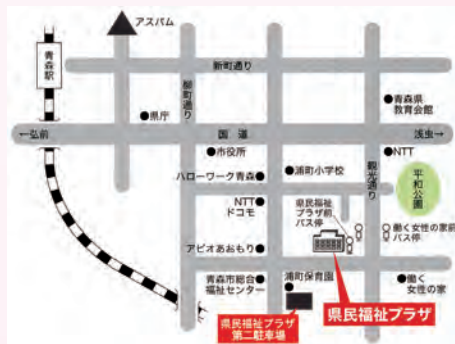 アスパム
青森駅
新町通り
柳町通り
●県庁
●青森県
教育会館
←弘前
国道
浅虫→
●市役所
●NTT
ハローワーク青森●
●浦町小学校
観光通り
平和公園
NTT
ドコモ
県民福祉
プラザ前
バス停
働く女性の家前
バス停
アピオあおもり●
青森市総合
福祉センター
浦町保育園
県民福祉プラザ
●働く
女性の家
県民福祉プラザ
第二駐車場